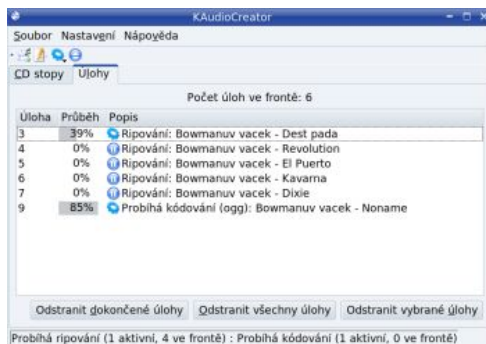 KAudioCreator
Soubor Nastavení Nápověda
CD stopy Úlohy
Počet úloh ve frontě: 6
Úloha Průběh Popis
3 39% Ripování: Bowmanuv vacek - Dest pada
4 0% Ripování: Bowmanuv vacek - Revolution
5 0% Ripování: Bowmanuv vacek - El Puerto
6 0% Ripování: Bowmanuv vacek - Kavarna
7 0% Ripování: Bowmanuv vacek - Dixie
9 85% Probíhá kódování (ogg): Bowmanuv vacek - Noname
Odstranit dokončené úlohy Odstranit všechny úlohy Odstranit vybrané úlohy
Probíhá ripování (1 aktivní, 4 ve frontě) : Probíhá kódování (1 aktivní, 0 ve frontě)